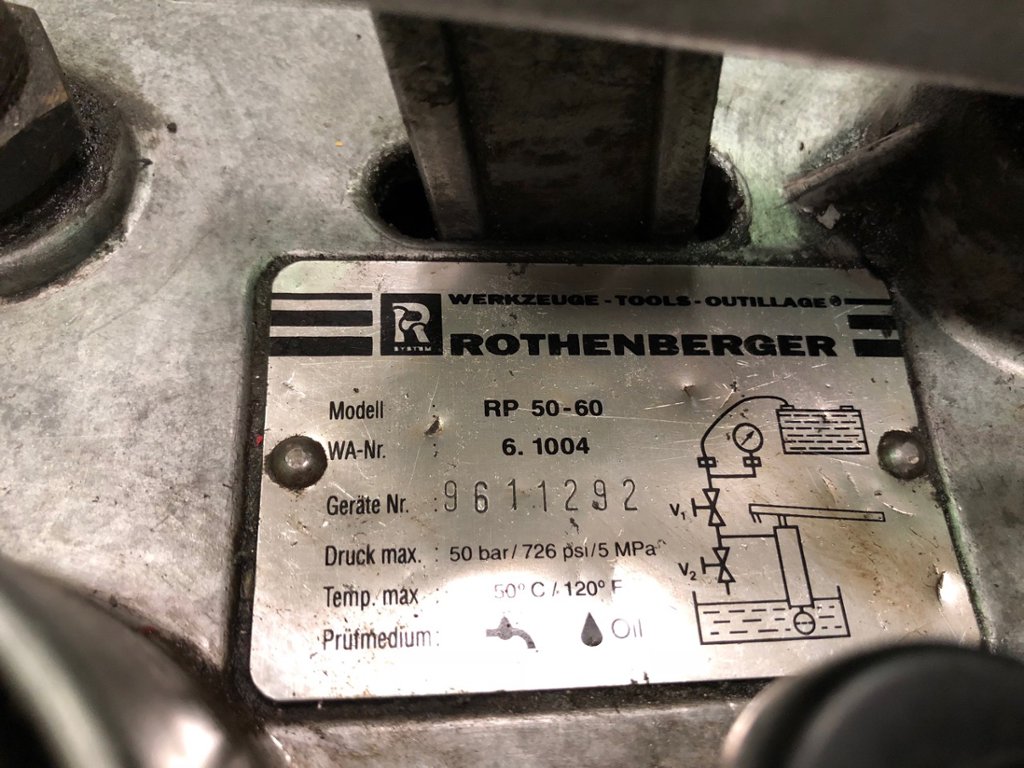 WERKZEUGE-TOOLS-OUTILLAGE®
R SYSTEM ROTHENBERGER
Modell : RP 50-60
WA-Nr. : 6. 1004
Geräte Nr. : 9611292
Druck max. : 50 bar/726 psi/5 MPa
Temp. max : 50° C / 120° F
Prüfmedium: Oil
V₁
V₂